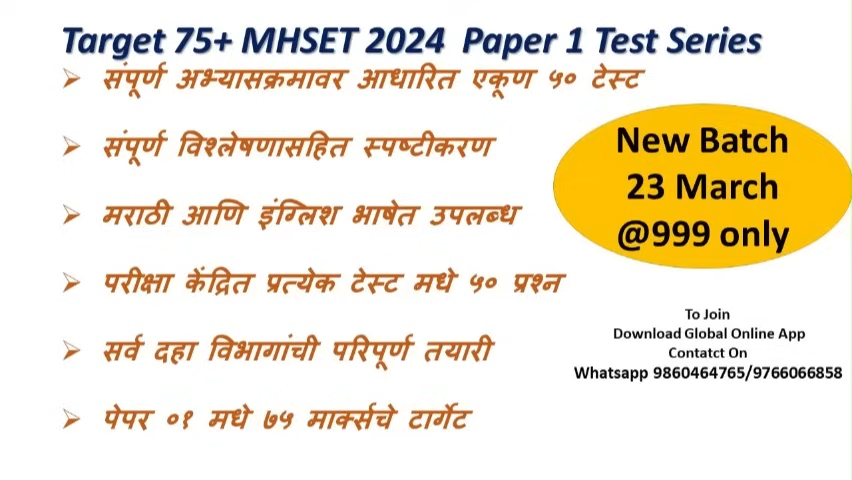 Target 75+ MHSET 2024 Paper 1 Test Series
संपूर्ण अभ्यासक्रमावर आधारित एकूण ५० टेस्ट
संपूर्ण विश्लेषणासहित स्पष्टीकरण
मराठी आणि इंग्लिश भाषेत उपलब्ध
परीक्षा केंद्रित प्रत्येक टेस्ट मधे ५० प्रश्न
सर्व दहा विभागांची परिपूर्ण तयारी
पेपर ०१ मधे ७५ मार्क्सचे टार्गेट
New Batch
23 March
@999 only
To Join
Download Global Online App
Contatct On
Whatsapp 9860464765/9766066858